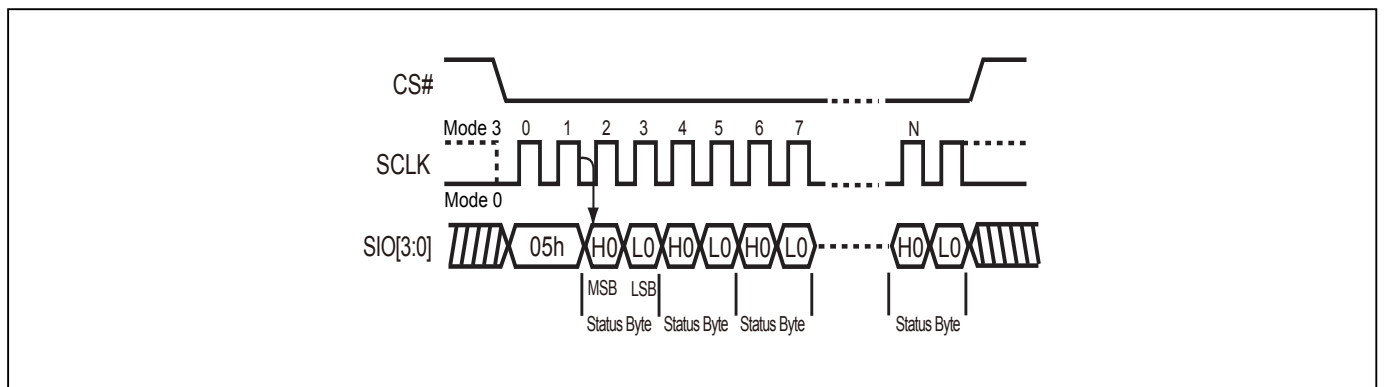 CS#
Mode 3 0 1 2 3 4 5 6 7 N
SCLK
Mode 0
SIO[3:0] 05h H0 L0 H0 L0 H0 L0 H0 L0
MSB LSB
Status Byte Status Byte Status Byte Status Byte